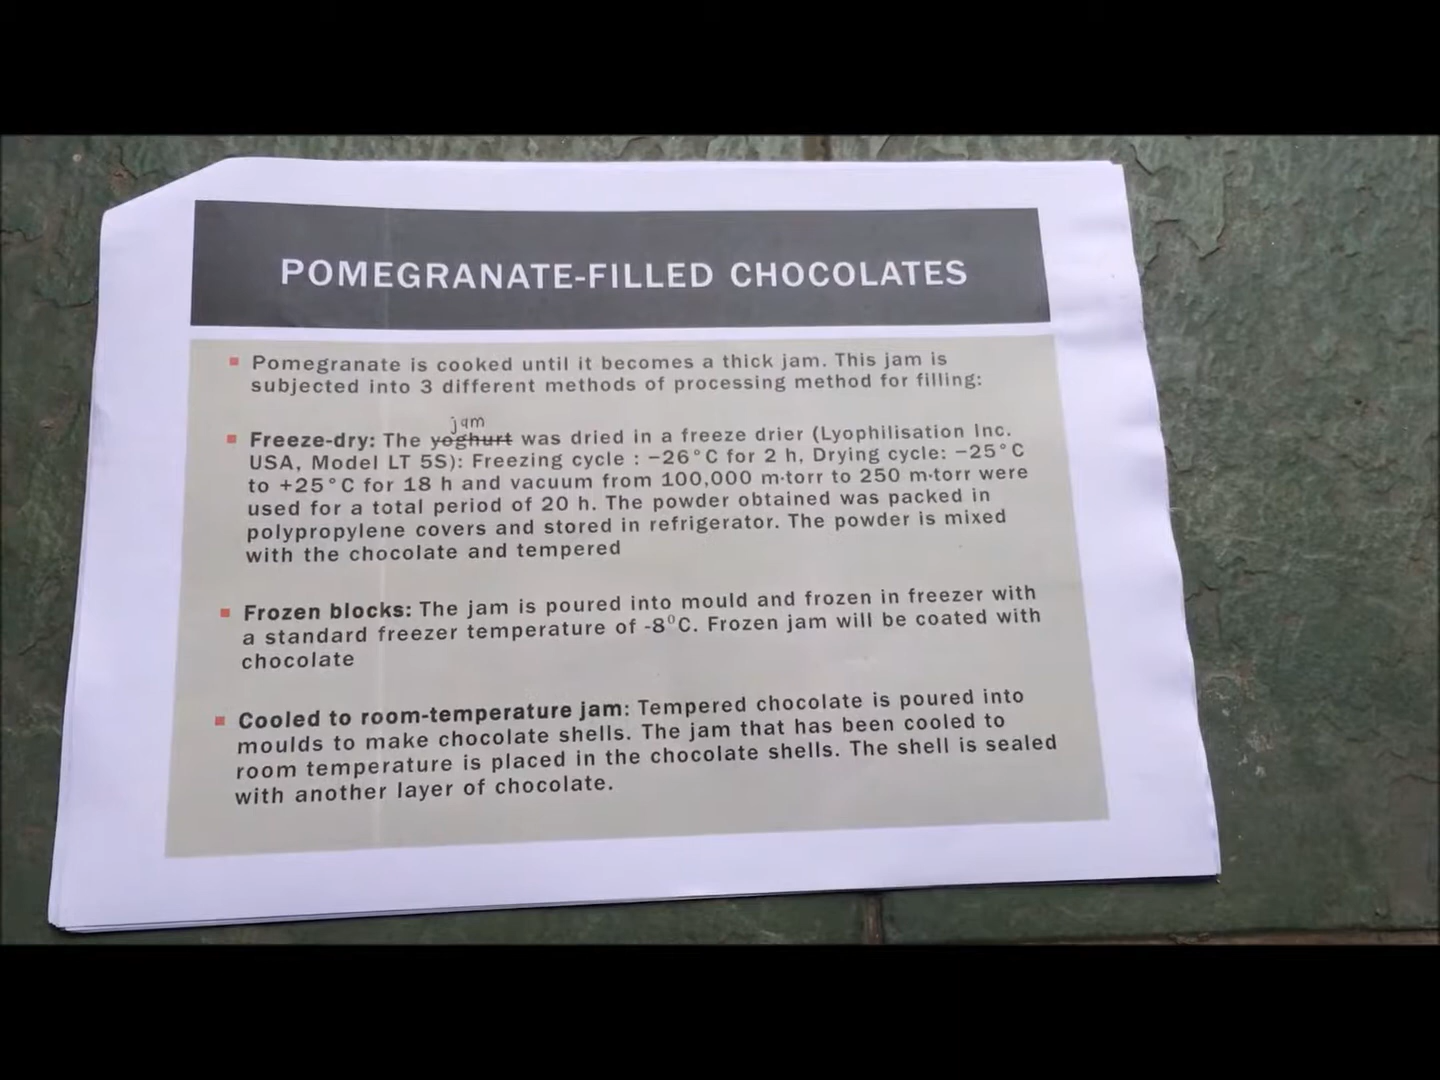 POMEGRANATE-FILLED CHOCOLATES
▪ Pomegranate is cooked until it becomes a thick jam. This jam is
subjected into 3 different methods of processing method for filling:
jam
▪ Freeze-dry: The yoghurt was dried in a freeze drier (Lyophilisation Inc.
USA, Model LT 5S): Freezing cycle : −26°C for 2 h, Drying cycle: −25°C
to +25°C for 18 h and vacuum from 100,000 m·torr to 250 m·torr were
used for a total period of 20 h. The powder obtained was packed in
polypropylene covers and stored in refrigerator. The powder is mixed
with the chocolate and tempered
▪ Frozen blocks: The jam is poured into mould and frozen in freezer with
a standard freezer temperature of -8⁰C. Frozen jam will be coated with
chocolate
▪ Cooled to room-temperature jam: Tempered chocolate is poured into
moulds to make chocolate shells. The jam that has been cooled to
room temperature is placed in the chocolate shells. The shell is sealed
with another layer of chocolate.